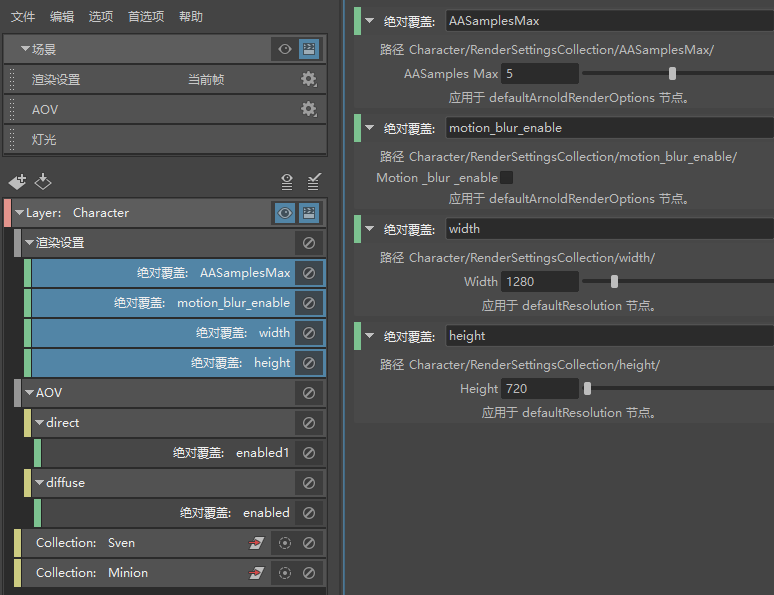 文件 编辑 选项 首选项 帮助
场景
渲染设置 当前帧
AOV
灯光
Layer: Character
渲染设置
绝对覆盖: AASamplesMax
绝对覆盖: motion_blur_enable
绝对覆盖: width
绝对覆盖: height
AOV
direct
绝对覆盖: enabled1
diffuse
绝对覆盖: enabled
Collection: Sven
Collection: Minion
绝对覆盖: AASamplesMax
路径 Character/RenderSettingsCollection/AASamplesMax/
AASamples Max 5
应用于 defaultArnoldRenderOptions 节点。
绝对覆盖: motion_blur_enable
路径 Character/RenderSettingsCollection/motion_blur_enable/
Motion _blur _enable
应用于 defaultArnoldRenderOptions 节点。
绝对覆盖: width
路径 Character/RenderSettingsCollection/width/
Width 1280
应用于 defaultResolution 节点。
绝对覆盖: height
路径 Character/RenderSettingsCollection/height/
Height 720
应用于 defaultResolution 节点。